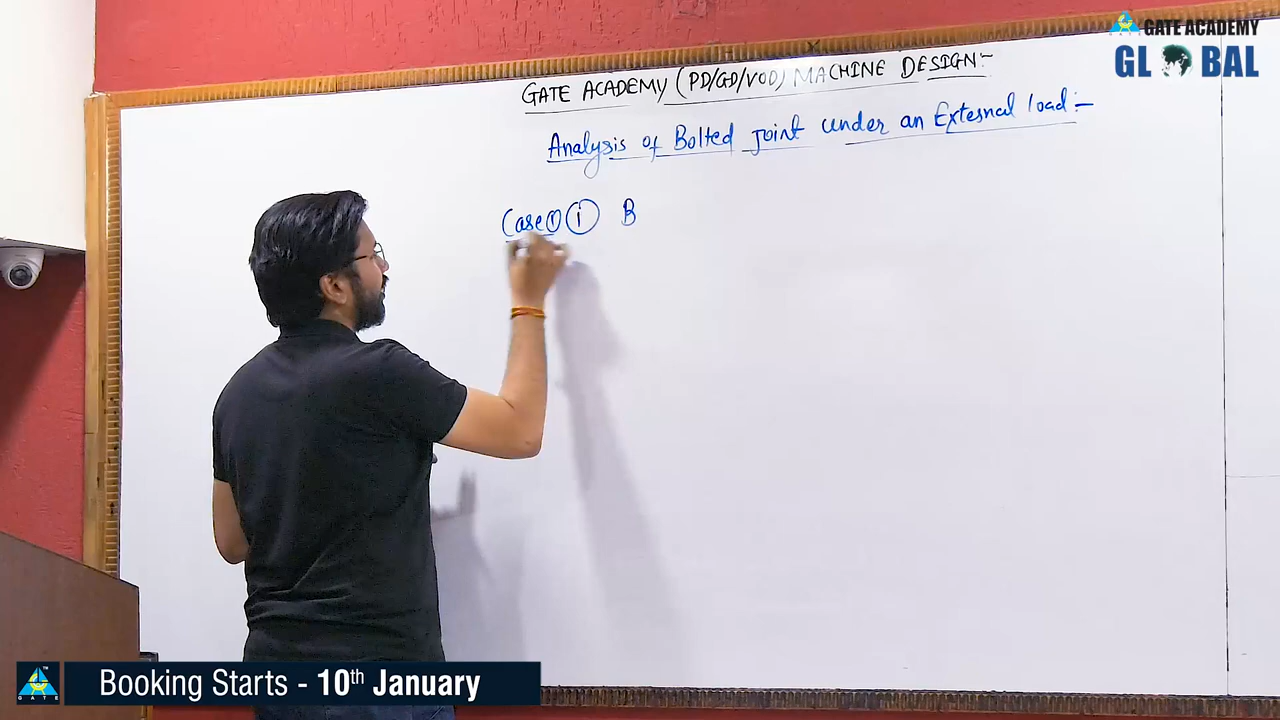 GATE ACADEMY
GLOBAL
GATE ACADEMY (PD/GD/VOD) MACHINE DESIGN:-
Analysis of Bolted Joint under an External load:-
Case ① ⓘ B
GATE
Booking Starts - 10th January